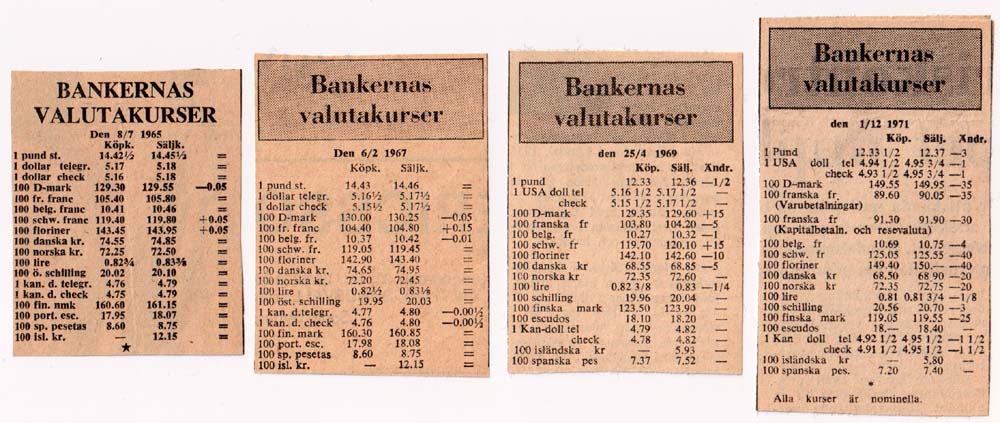 BANKERNAS
VALUTAKURSER
Den 8/7 1965
Köpk. Säljk.
1 pund st. 14.42½ 14.45½ =
1 dollar telegr. 5.17 5.18 =
1 dollar check 5.16 5.18 =
100 D-mark 129.30 129.55 —0.05
100 fr. franc 105.40 105.80 =
100 belg. franc 10.41 10.46 =
100 schw. franc 119.40 119.80 +0.05
100 floriner 143.45 143.95 +0.05
100 danska kr. 74.55 74.85 =
100 norska kr. 72.25 72.50 =
100 lire 0.82¾ 0.83⅜ =
100 ö. schilling 20.02 20.10 =
1 kan. d. telegr. 4.76 4.79 =
1 kan. d. check 4.75 4.79 =
100 fin. nmk 160.60 161.15 =
100 port. esc. 17.95 18.07 =
100 sp. pesetas 8.60 8.75 =
100 isl. kr. — 12.15 =
★
Bankernas
valutakurser
Den 6/2 1967
Köpk. Säljk.
1 pund st. 14.43 14.46 =
1 dollar telegr. 5.16½ 5.17½ =
1 dollar check 5.15½ 5.17½ =
100 D-mark 130.00 130.25 —0.05
100 fr. franc 104.40 104.80 +0.15
100 belg. fr. 10.37 10.42 —0.01
100 schw. fr. 119.05 119.45 =
100 floriner 142.90 143.40 =
100 danska kr. 74.65 74.95 =
100 norska kr. 72.20 72.45 =
100 lire 0.82½ 0.83⅛ =
100 öst. schilling 19.95 20.03 =
1 kan. d.telegr. 4.77 4.80 —0.00½
1 kan. d. check 4.76 4.80 —0.00½
100 fin. mark 160.30 160.85 =
100 port. esc. 17.98 18.08 =
100 sp. pesetas 8.60 8.75 =
100 isl. kr. — 12.15 =
Bankernas
valutakurser
den 25/4 1969
Köp. Sälj. Ändr.
1 pund 12.33 12.36 —1/2
1 USA doll tel 5.16 1/2 5.17 1/2 —
check 5.15 1/2 5.17 1/2 —
100 D-mark 129.35 129.60 +15
100 franska fr 103.80 104.20 —5
100 belg. fr 10.27 10.32 —1
100 schw. fr 119.70 120.10 +15
100 floriner 142.10 142.60 —10
100 danska kr 68.55 68.85 —5
100 norska kr 72.35 72.60 —
100 lire 0.82 3/8 0.83 —1/4
100 schilling 19.96 20.04 —
100 finska mark 123.50 123.90 —
100 escudos 18.10 18.20 —
1 Kan-doll tel 4.79 4.82 —
check 4.78 4.82 —
100 isländska kr — 5.93 —
100 spanska pes 7.37 7.52 —
Bankernas
valutakurser
den 1/12 1971
Köp. Sälj. Ändr.
1 Pund 12.33 1/2 12.37 —3
1 USA doll tel 4.94 1/2 4.95 3/4 —1
check 4.93 1/2 4.95 3/4 —1
100 D-mark 149.55 149.95 —35
100 franska fr. 89.60 90.05 —35
(Varubetalningar)
100 franska fr 91.30 91.90 —30
(Kapitalbetaln. och resevaluta)
100 belg. fr 10.69 10.75 —4
100 schw. fr 125.05 125.55 —40
100 floriner 149.40 150.— —40
100 danska kr 68.50 68.90 —20
100 norska kr 72.35 72.75 —20
100 lire 0.81 0.81 3/4 —1/8
100 schilling 20.56 20.70 —3
100 finska mark 119.05 119.55 —25
100 escudos 18.— 18.40 —
1 Kan doll tel 4.92 1/2 4.95 1/2 —1 1/2
check 4.91 1/2 4.95 1/2 —1 1/2
100 isländska kr — 5.80 —
100 spanska pes. 7.20 7.40 —
*
Alla kurser är nominella.